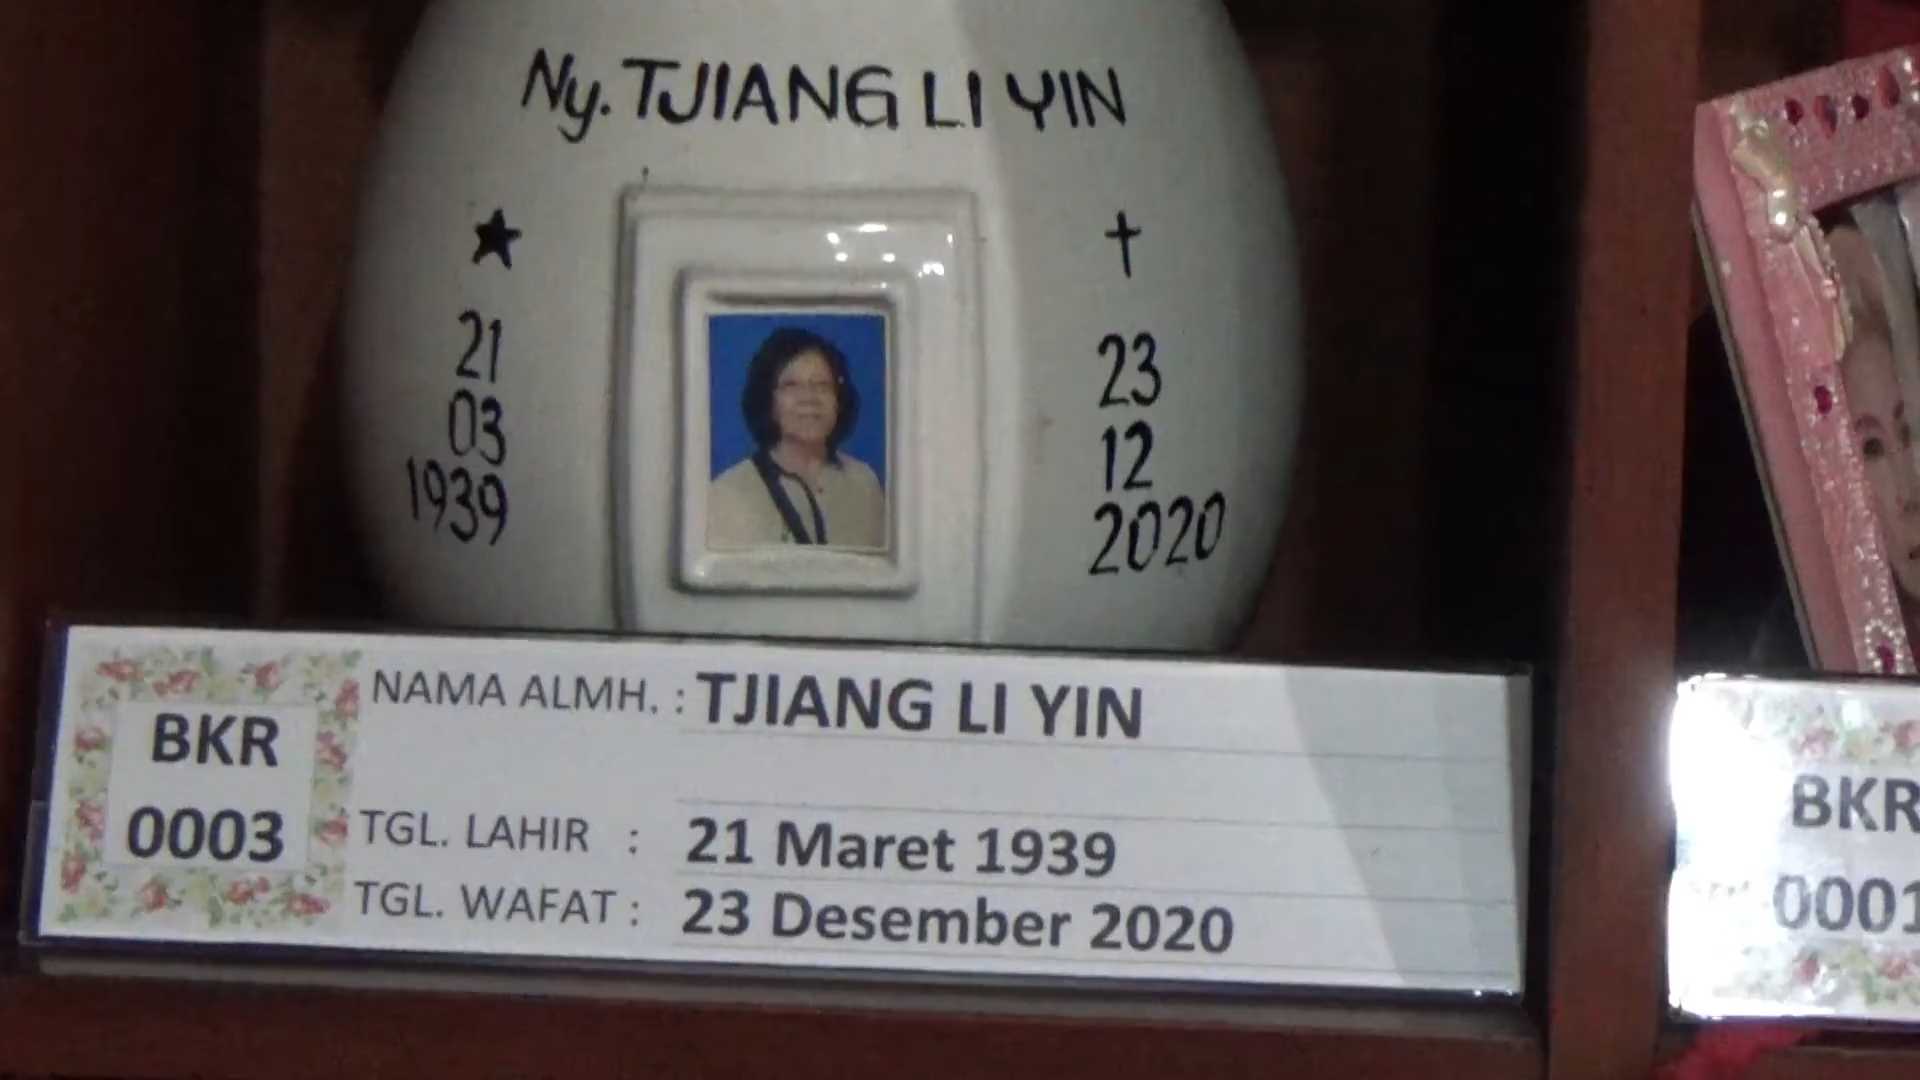 Ny. TJIANG LI YIN
21
03
1939
23
12
2020
BKR
0003
NAMA ALMH. : TJIANG LI YIN
TGL. LAHIR : 21 Maret 1939
TGL. WAFAT : 23 Desember 2020
BKR
0001